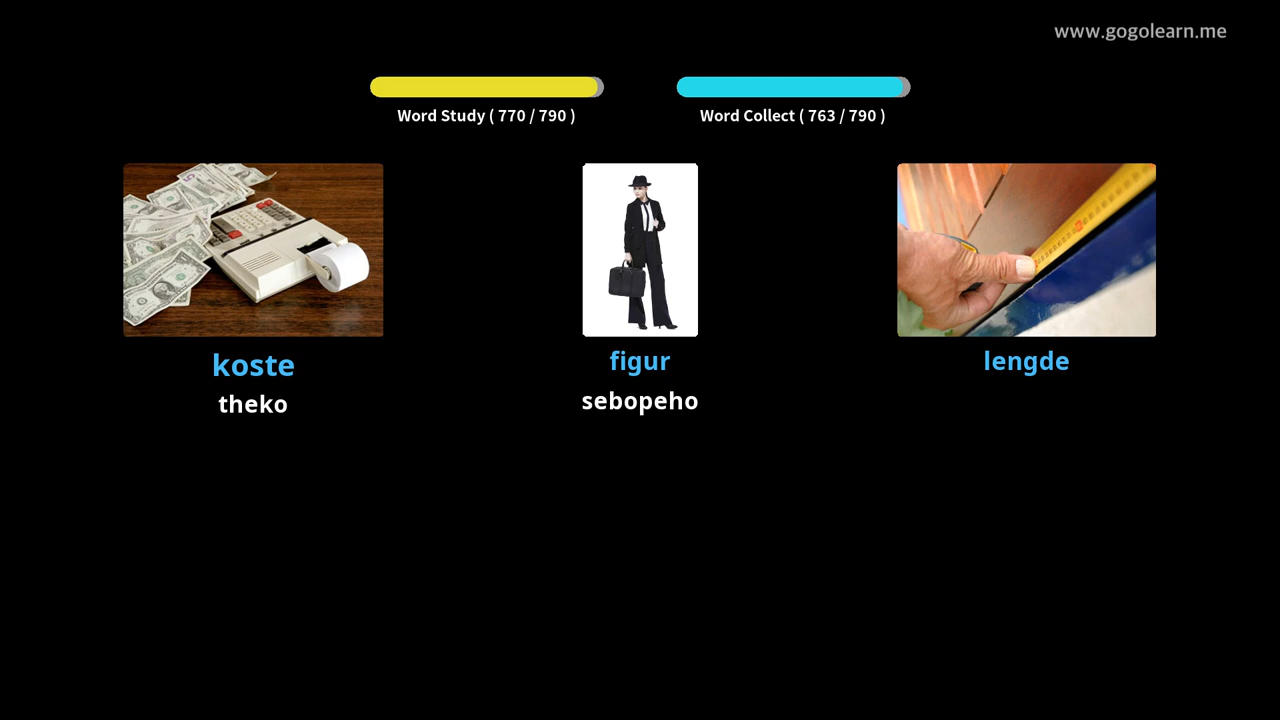 www.gogolearn.me
Word Study ( 770 / 790 )
Word Collect ( 763 / 790 )
koste
theko
figur
sebopeho
lengde